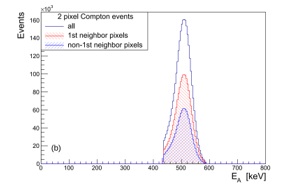 ×10³
2 pixel Compton events
all
1st neighbor pixels
non-1st neighbor pixels
Events
160
140
120
100
80
60
40
20
0
(b)
0 100 200 300 400 500 600 700 800
E_A [keV]